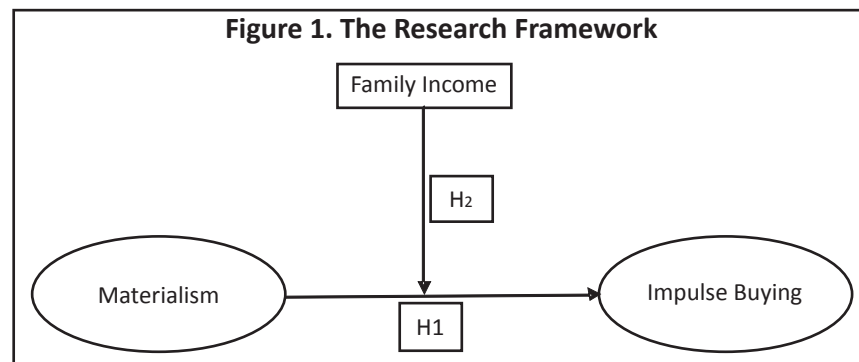 Figure 1. The Research Framework
Family Income
H₂
Materialism
Impulse Buying
H1